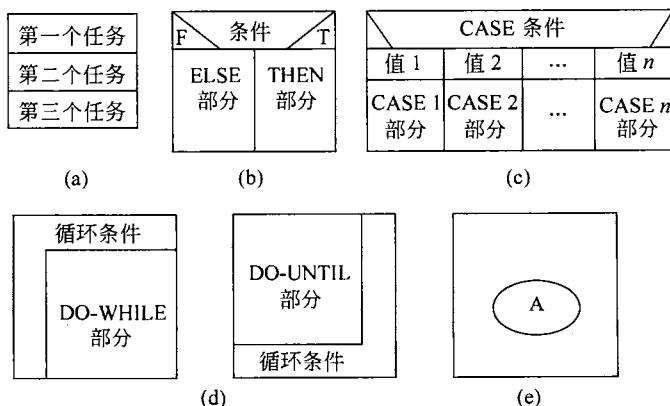 第一个任务
第二个任务
第三个任务
(a)
F 条件 T
ELSE 部分
THEN 部分
(b)
CASE 条件
值 1 值 2 ... 值 n
CASE 1 部分
CASE 2 部分
...
CASE n 部分
(c)
循环条件
DO-WHILE
部分
DO-UNTIL
部分
循环条件
(d)
A
(e)